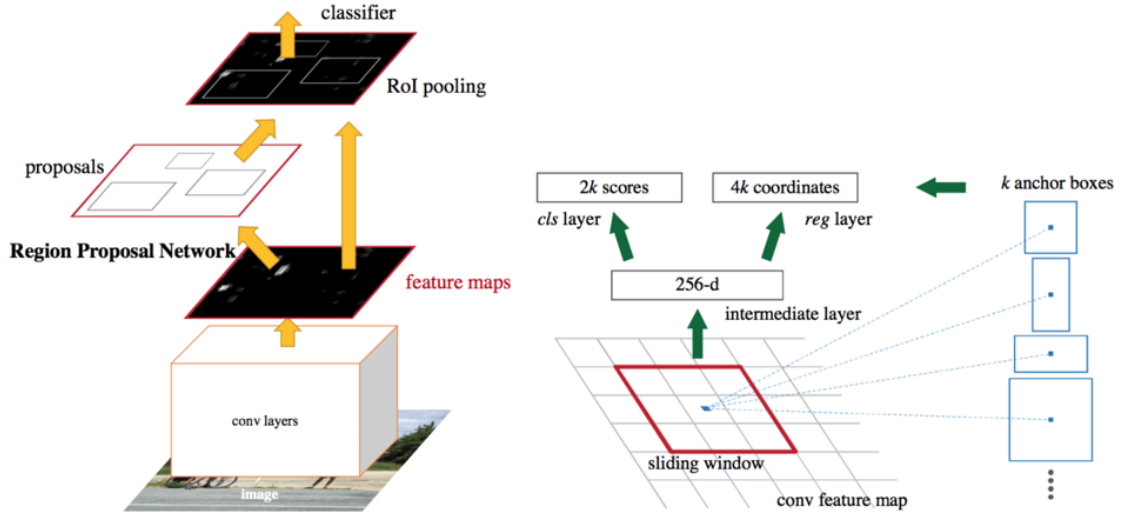 classifier
RoI pooling
proposals
Region Proposal Network
feature maps
conv layers
image
2k scores
4k coordinates
k anchor boxes
cls layer
reg layer
256-d
intermediate layer
sliding window
conv feature map